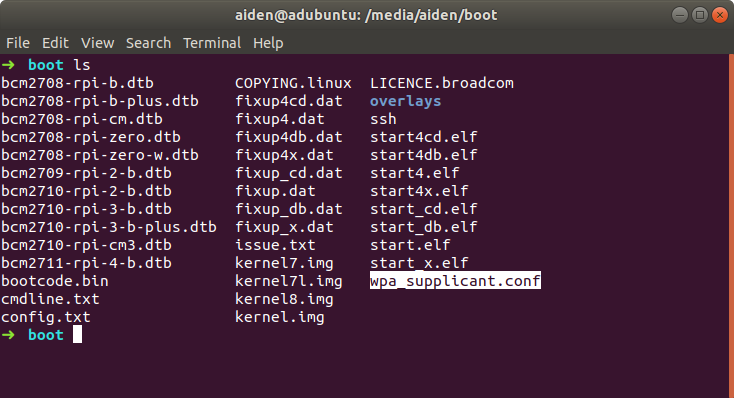 aiden@adubuntu: /media/aiden/boot
File Edit View Search Terminal Help
➜ boot ls
bcm2708-rpi-b.dtb COPYING.linux LICENCE.broadcom
bcm2708-rpi-b-plus.dtb fixup4cd.dat overlays
bcm2708-rpi-cm.dtb fixup4.dat ssh
bcm2708-rpi-zero.dtb fixup4db.dat start4cd.elf
bcm2708-rpi-zero-w.dtb fixup4x.dat start4db.elf
bcm2709-rpi-2-b.dtb fixup_cd.dat start4.elf
bcm2710-rpi-2-b.dtb fixup.dat start4x.elf
bcm2710-rpi-3-b.dtb fixup_db.dat start_cd.elf
bcm2710-rpi-3-b-plus.dtb fixup_x.dat start_db.elf
bcm2710-rpi-cm3.dtb issue.txt start.elf
bcm2711-rpi-4-b.dtb kernel7.img start_x.elf
bootcode.bin kernel7l.img wpa_supplicant.conf
cmdline.txt kernel8.img
config.txt kernel.img
➜ boot